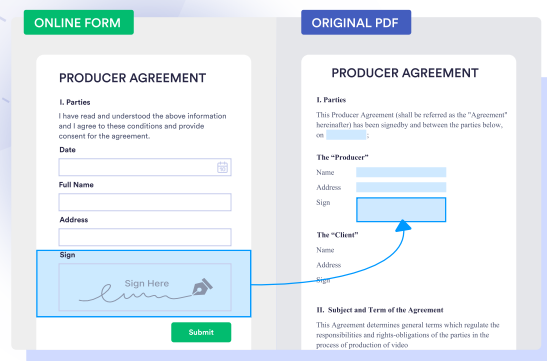 ONLINE FORM
PRODUCER AGREEMENT
I. Parties
I have read and understood the above information
and I agree to these conditions and provide
consent for the agreement.
Date
Full Name
Address
Sign
Sign Here
Submit
ORIGINAL PDF
PRODUCER AGREEMENT
I. Parties
This Producer Agreement (shall be referred as the "Agreement"
hereinafter) has been signedby and between the parties below,
on ;
The “Producer”
Name
Address
Sign
The “Client”
Name
Address
Sign
II. Subject and Term of the Agreement
This Agreement determines general terms which regulate the
responsibilities and rights-obligations of the parties in the
process of production of video